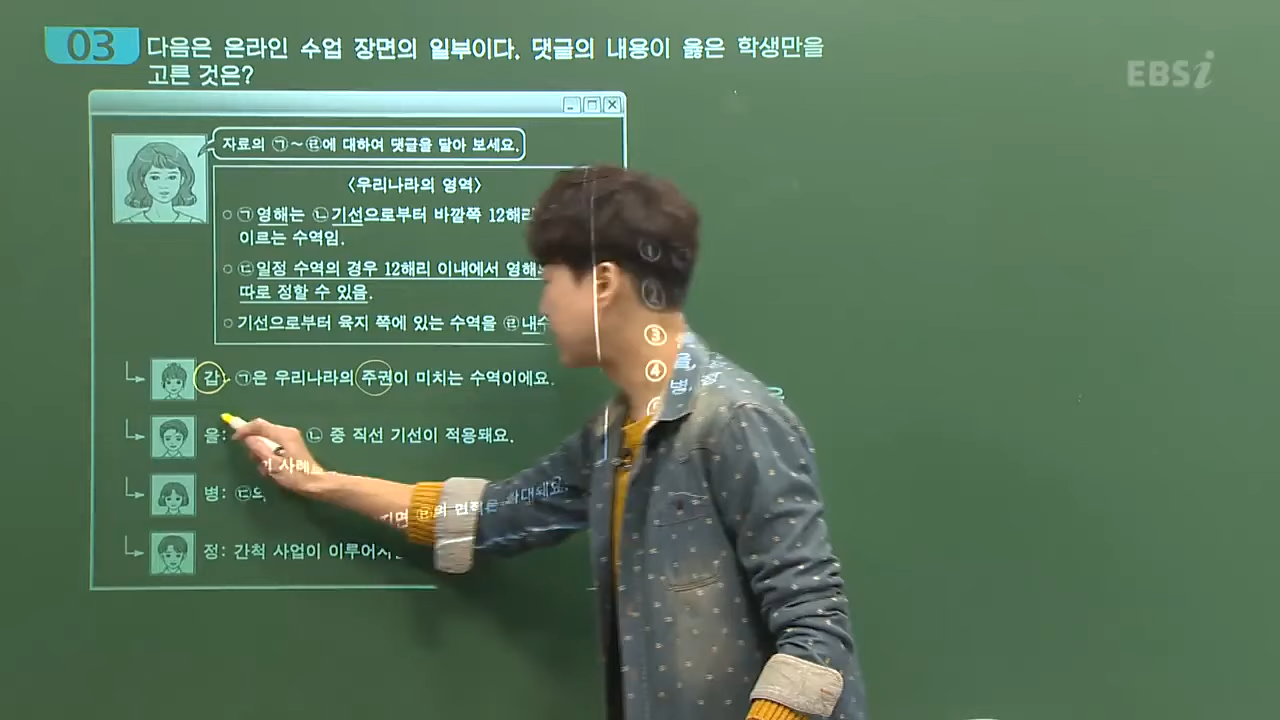 03 다음은 온라인 수업 장면의 일부이다. 댓글의 내용이 옳은 학생만을
고른 것은?
EBSi
자료의 ㉠~㉣에 대하여 댓글을 달아 보세요.
〈우리나라의 영역〉
○ ㉠영해는 ㉡기선으로부터 바깥쪽 12해리
이르는 수역임.
○ ㉢일정 수역의 경우 12해리 이내에서 영해
따로 정할 수 있음.
○ 기선으로부터 육지 쪽에 있는 수역을 ㉣내수
갑: ㉠은 우리나라의 주권이 미치는 수역이에요.
을: ㉡ 중 직선 기선이 적용돼요.
병: ㉢의 사례
정: 간척 사업이 이루어지면 ㉣의 면적은 확대돼요.
①
②
③
④
병,
⑤